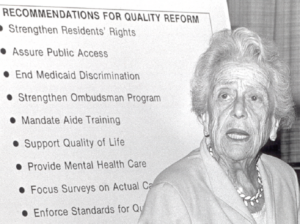 RECOMMENDATIONS FOR QUALITY REFORM
• Strengthen Residents' Rights
• Assure Public Access
• End Medicaid Discrimination
• Strengthen Ombudsman Program
• Mandate Aide Training
• Support Quality of Life
• Provide Mental Health Care
• Focus Surveys on Actual
• Enforce Standards for